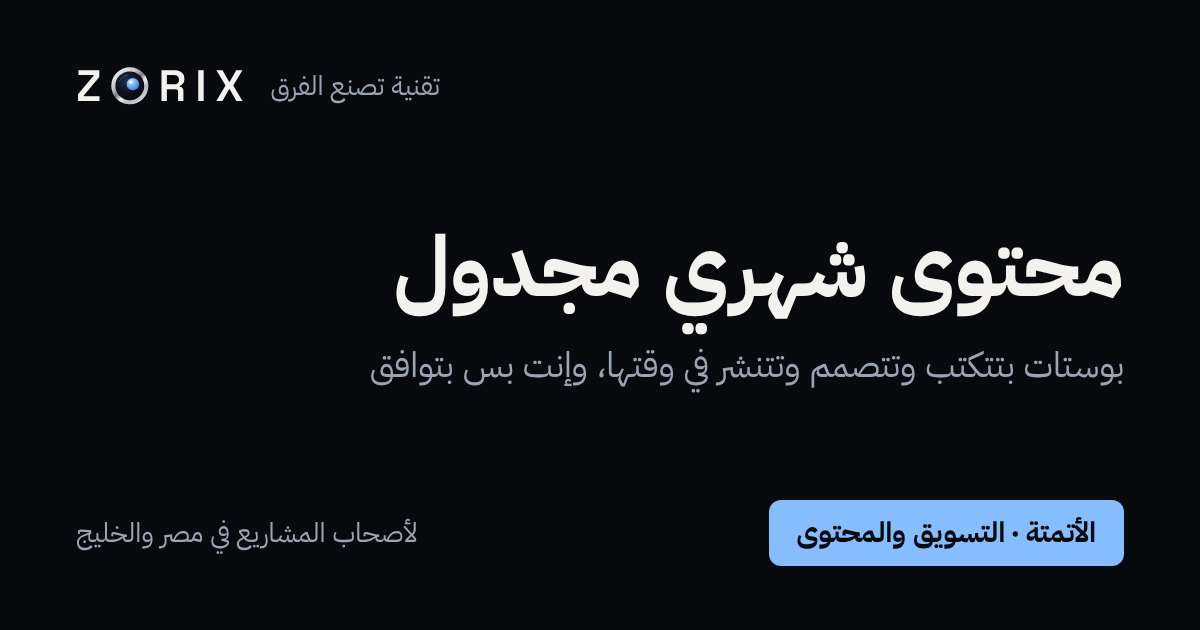 ZORIX تقنية تصنع الفرق
محتوى شهري مجدول
بوستات بتتكتب وتتصمم وتتنشر في وقتها، وإنت بس بتوافق
الأتمتة · التسويق والمحتوى
لأصحاب المشاريع في مصر والخليج